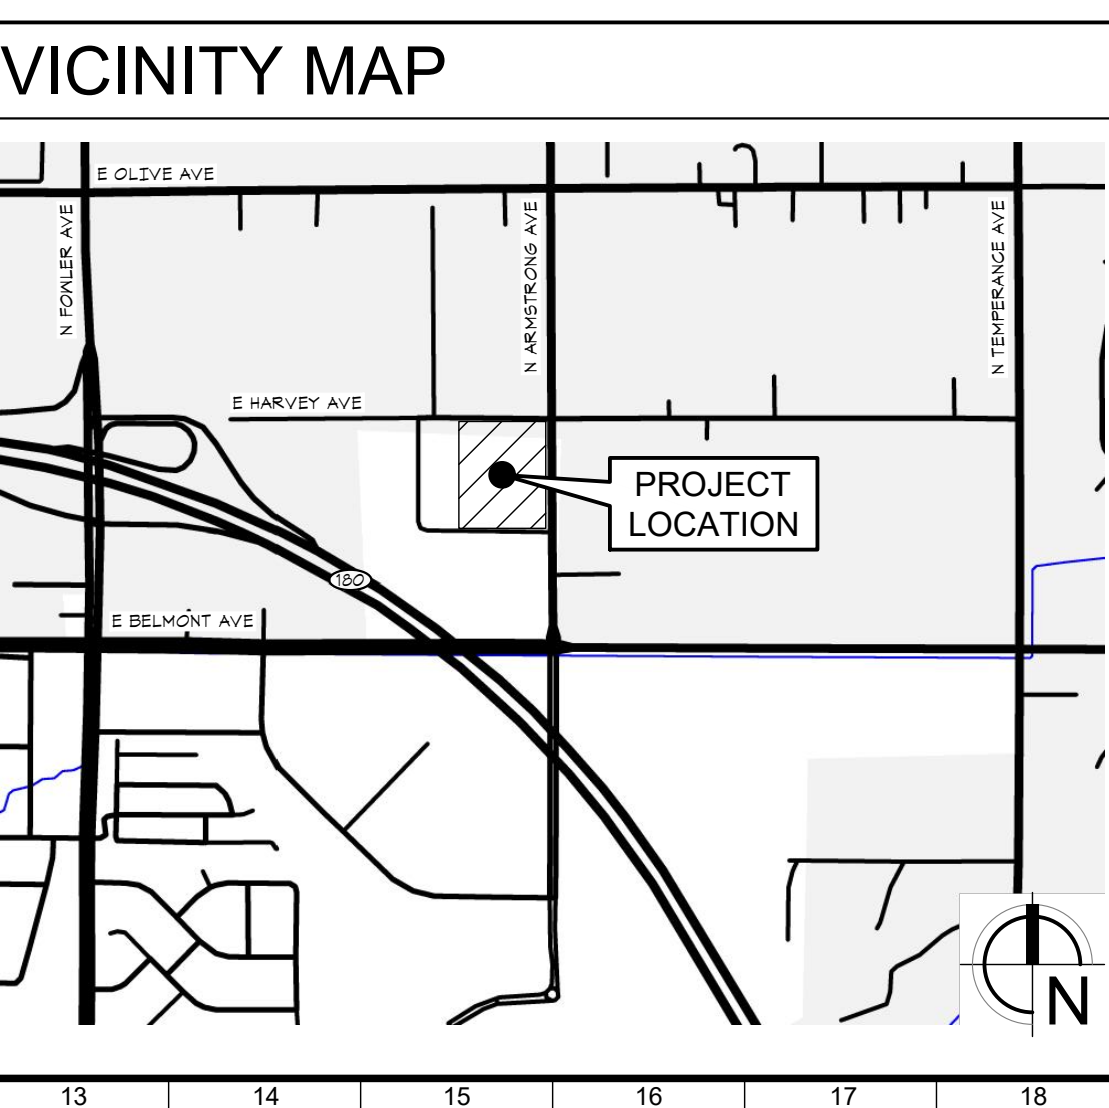 VICINITY MAP
E OLIVE AVE
N FOWLER AVE
N ARMSTRONG AVE
N TEMPERANCE AVE
E HARVEY AVE
PROJECT
LOCATION
180
E BELMONT AVE
N
13 14 15 16 17 18